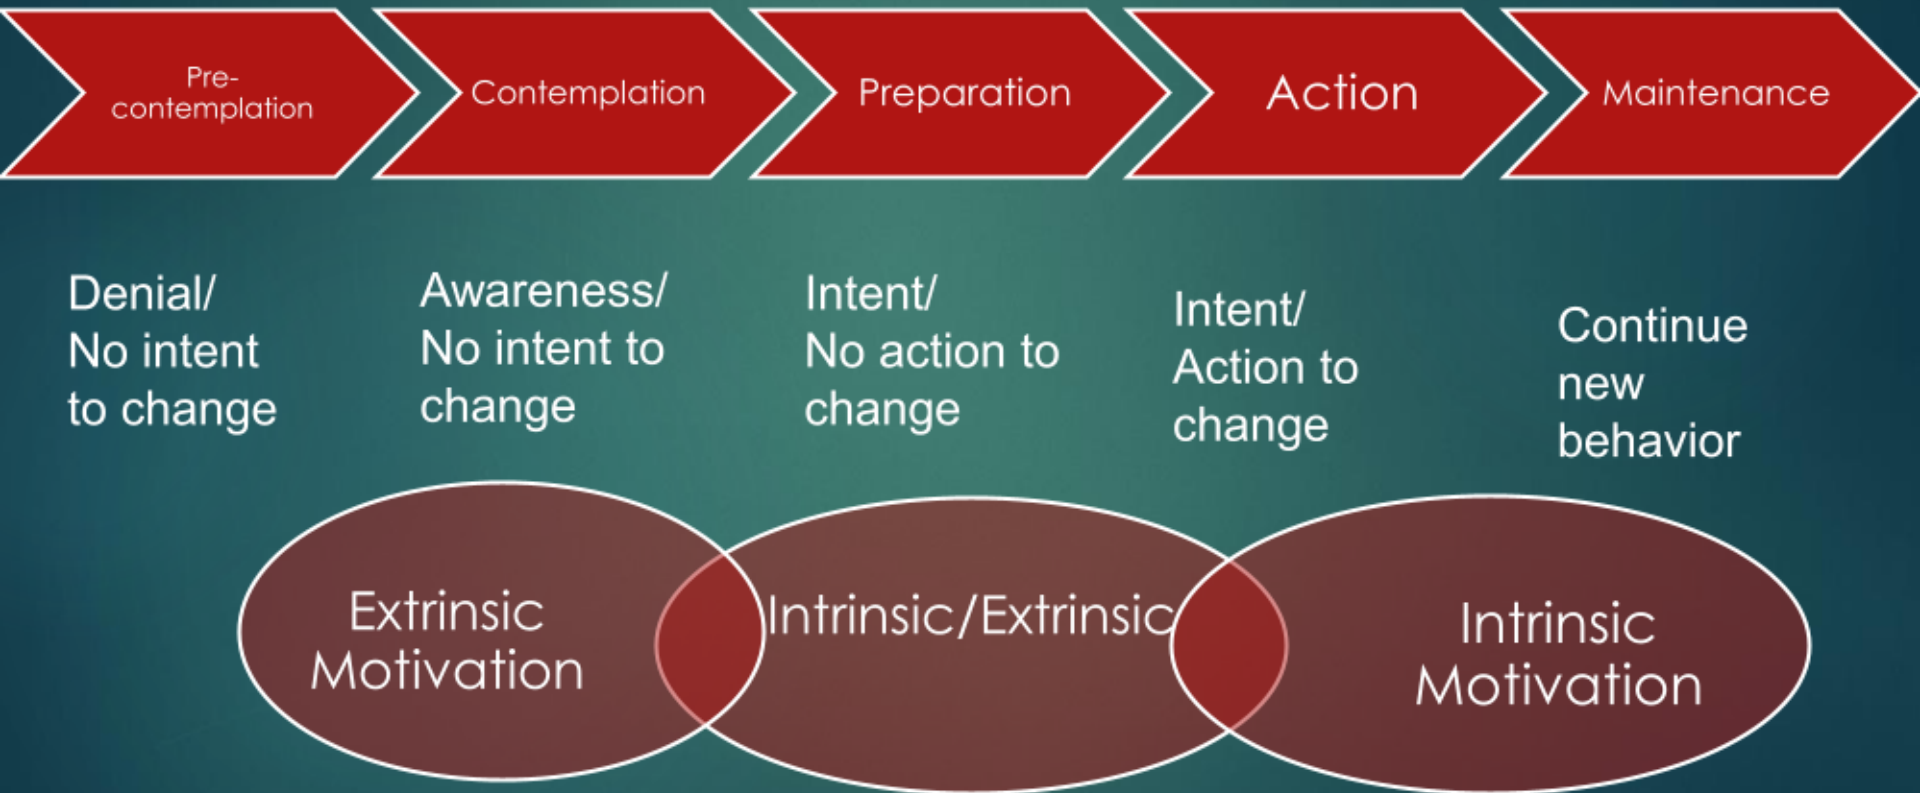 Pre-
contemplation
Contemplation
Preparation
Action
Maintenance
Denial/
No intent
to change
Awareness/
No intent to
change
Intent/
No action to
change
Intent/
Action to
change
Continue
new
behavior
Extrinsic
Motivation
Intrinsic/Extrinsic
Intrinsic
Motivation